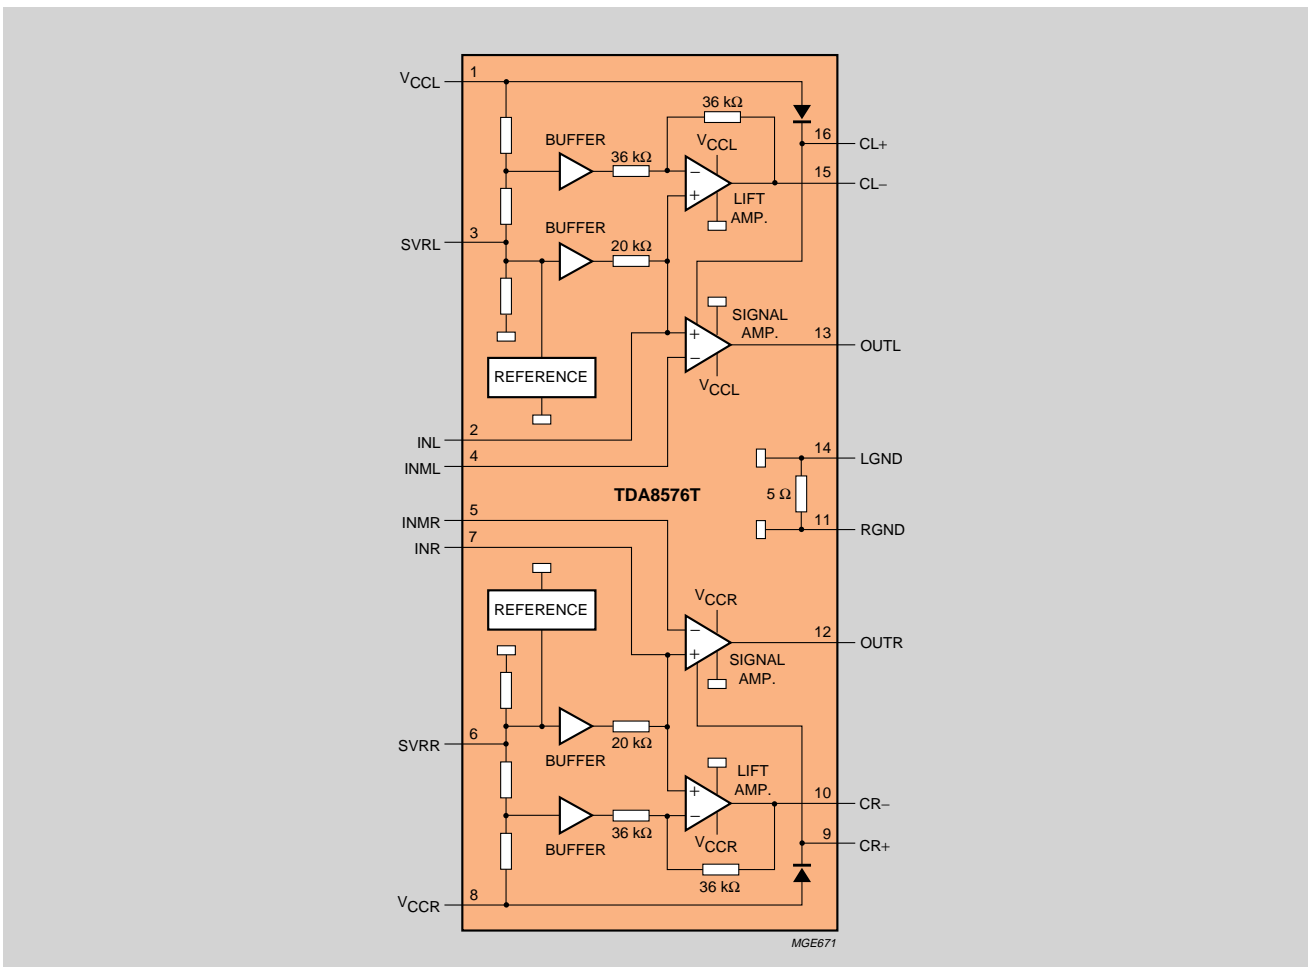 VCCL
1
36 kΩ
16
CL+
BUFFER
VCCL
36 kΩ
−
+
15
CL−
LIFT
AMP.
BUFFER
3
SVRL
20 kΩ
SIGNAL
AMP.
13
OUTL
+
−
REFERENCE
VCCL
2
INL
4
INML
14
LGND
TDA8576T
5 Ω
5
INMR
11
RGND
7
INR
REFERENCE
VCCR
−
+
12
OUTR
SIGNAL
AMP.
6
SVRR
20 kΩ
BUFFER
LIFT
AMP.
+
−
10
CR−
36 kΩ
BUFFER
VCCR
9
CR+
36 kΩ
8
VCCR
MGE671